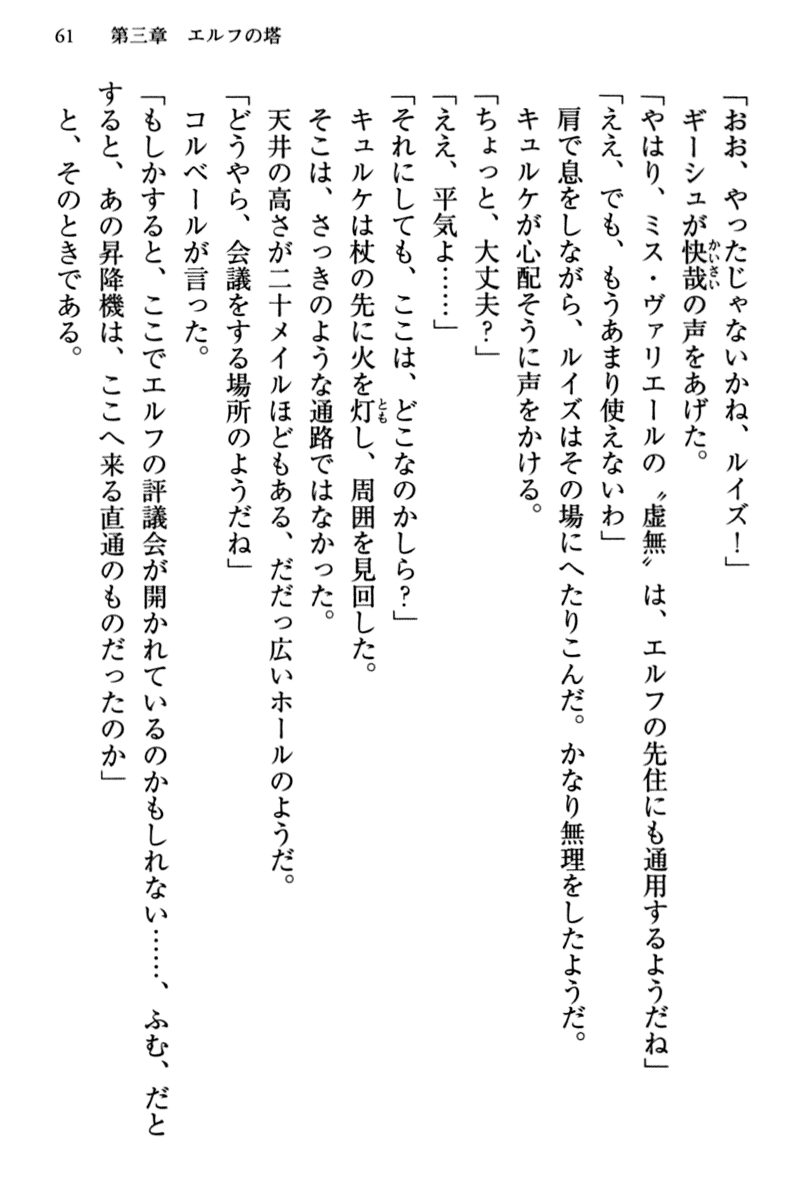 61　第三章　エルフの塔
「おお、やったじゃないかね、ルイズ！」
　ギーシュが快哉の声をあげた。
「やはり、ミス・ヴァリエールの〝虚無〟は、エルフの先住にも通用するようだね」
「ええ、でも、もうあまり使えないわ」
　肩で息をしながら、ルイズはその場にへたりこんだ。かなり無理をしたようだ。
　キュルケが心配そうに声をかける。
「ちょっと、大丈夫？」
「ええ、平気よ……」
「それにしても、ここは、どこなのかしら？」
　キュルケは杖の先に火を灯し、周囲を見回した。
　そこは、さっきのような通路ではなかった。
　天井の高さが二十メイルほどもある、だだっ広いホールのようだ。
「どうやら、会議をする場所のようだね」
　コルベールが言った。
「もしかすると、ここでエルフの評議会が開かれているのかもしれない……、ふむ、だと
すると、あの昇降機は、ここへ来る直通のものだったのか」
　と、そのときである。